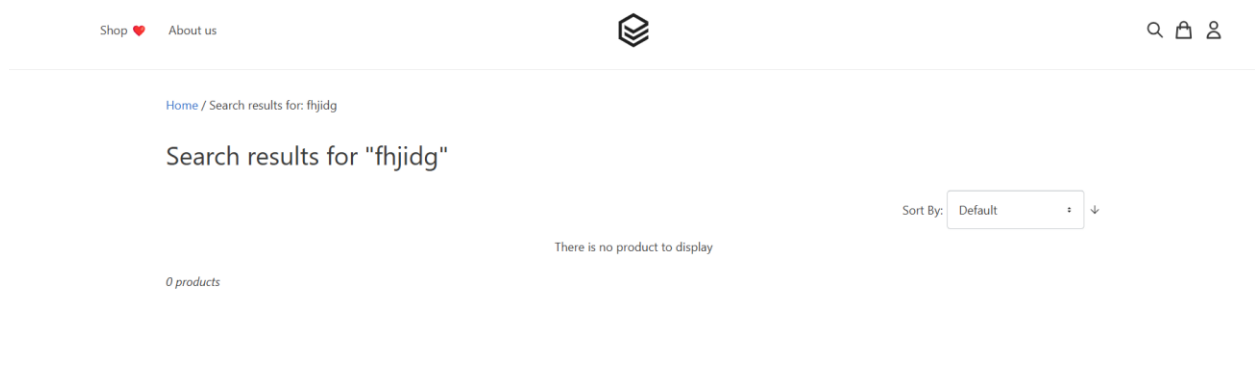 Shop ❤️ About us
Home / Search results for: fhjidg
Search results for "fhjidg"
Sort By: Default
There is no product to display
0 products